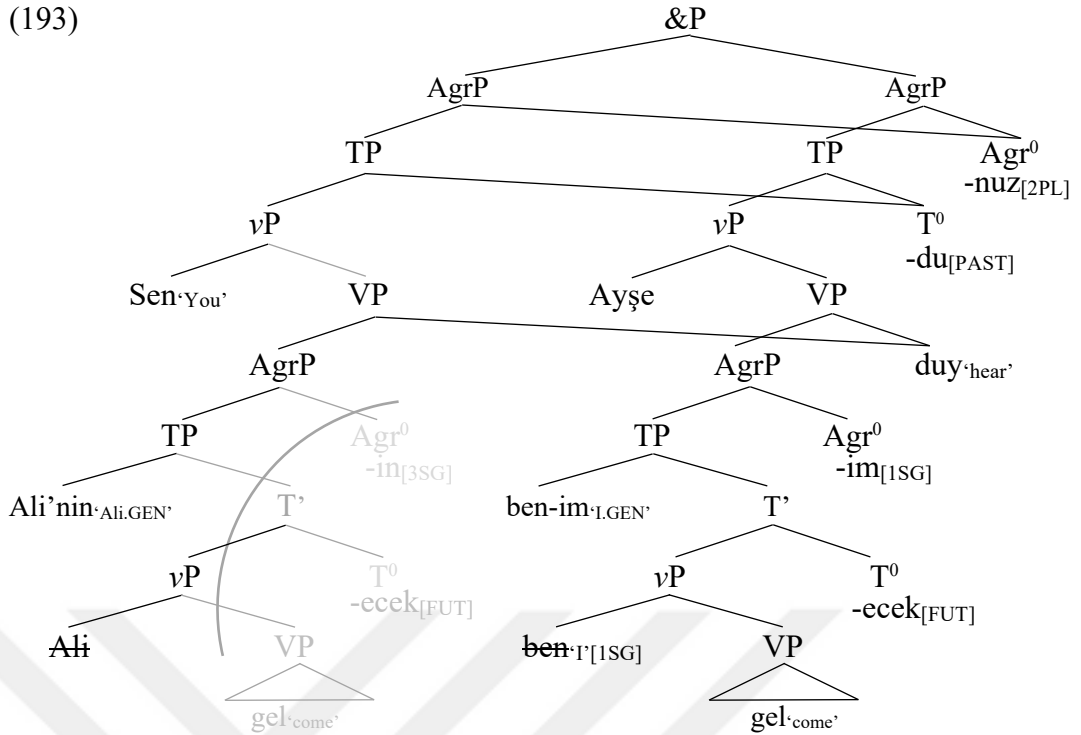 (193)
&P
AgrP AgrP
TP TP Agr⁰
-nuz[2PL]
vP vP T⁰
-du[PAST]
Sen‘You’ VP Ayşe VP
AgrP AgrP duy‘hear’
TP Agr⁰ TP Agr⁰
-in[3SG] -im[1SG]
Ali’nin‘Ali.GEN’ T’ ben-im‘I.GEN’ T’
vP T⁰ vP T⁰
-ecek[FUT] -ecek[FUT]
Ali VP ben‘I’[1SG] VP
gel‘come’ gel‘come’